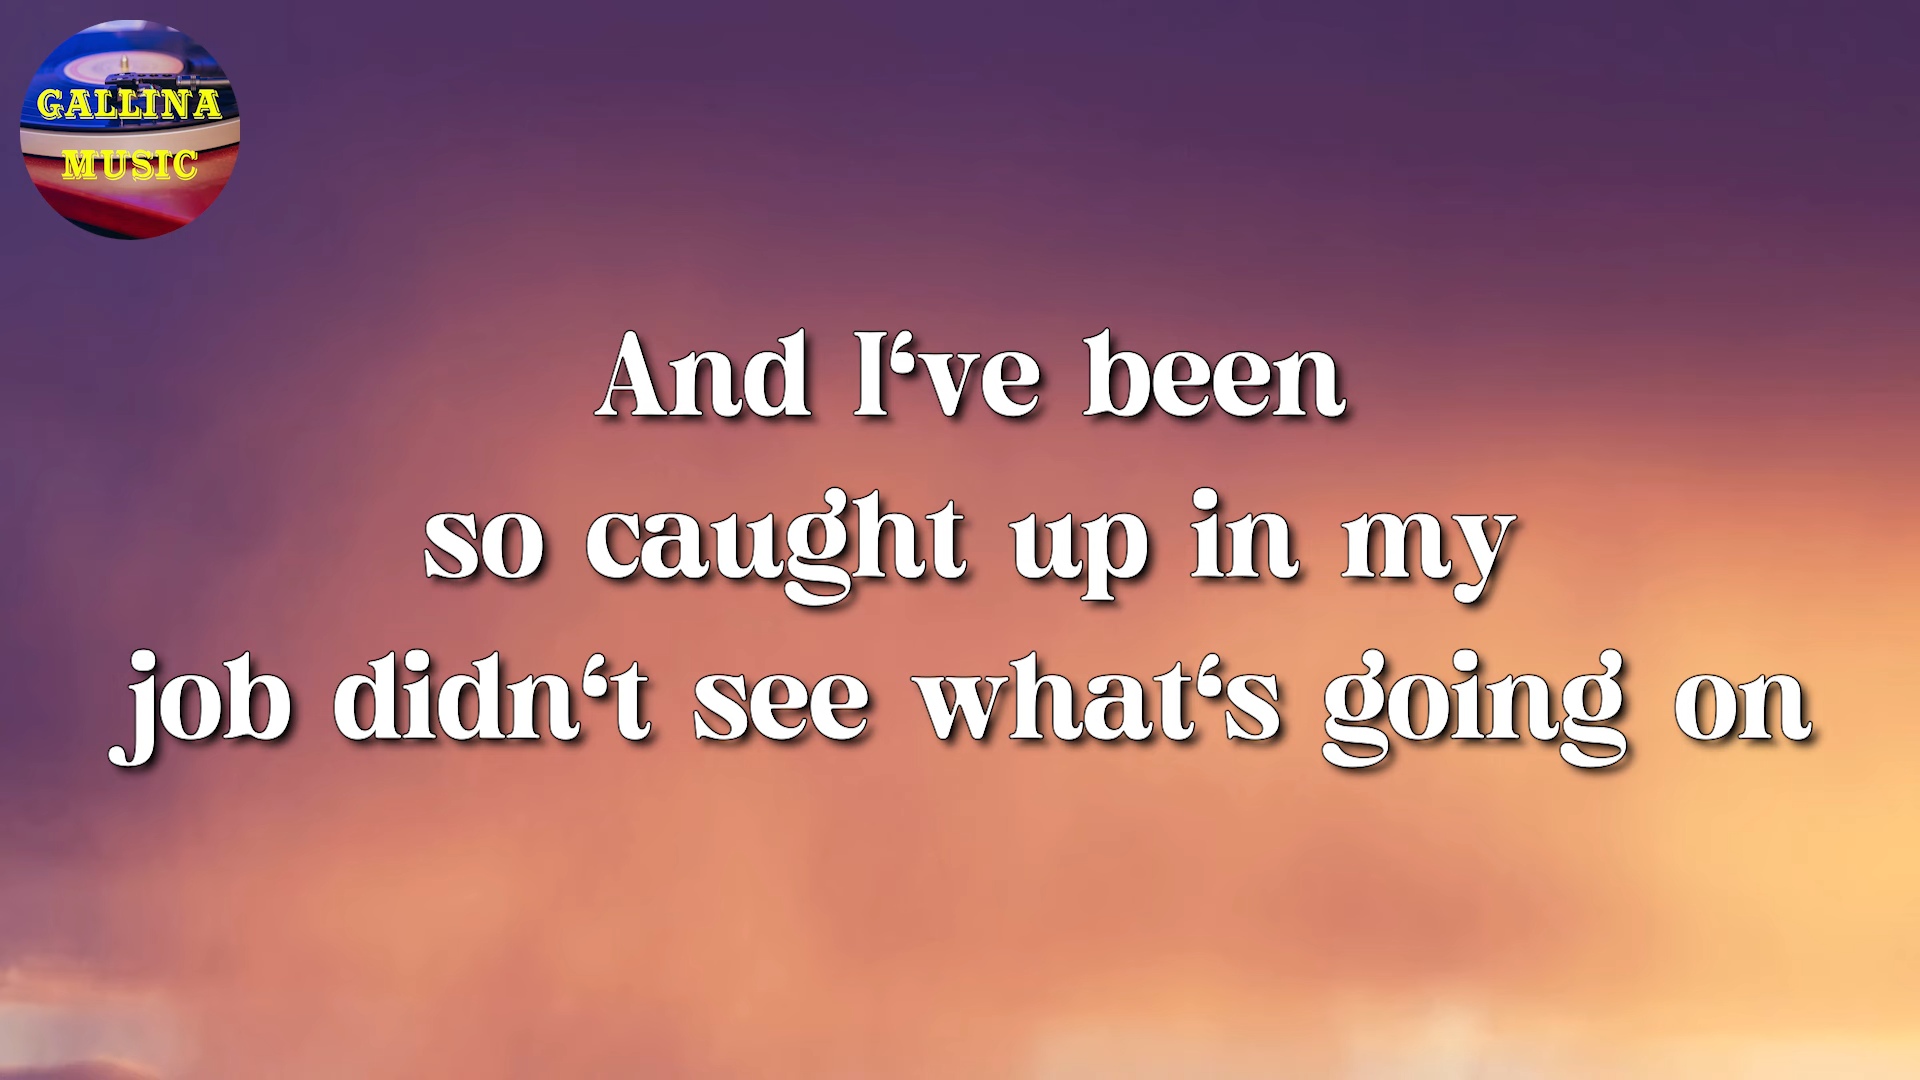 GALLINA
MUSIC
And I‘ve been
so caught up in my
job didn‘t see what‘s going on